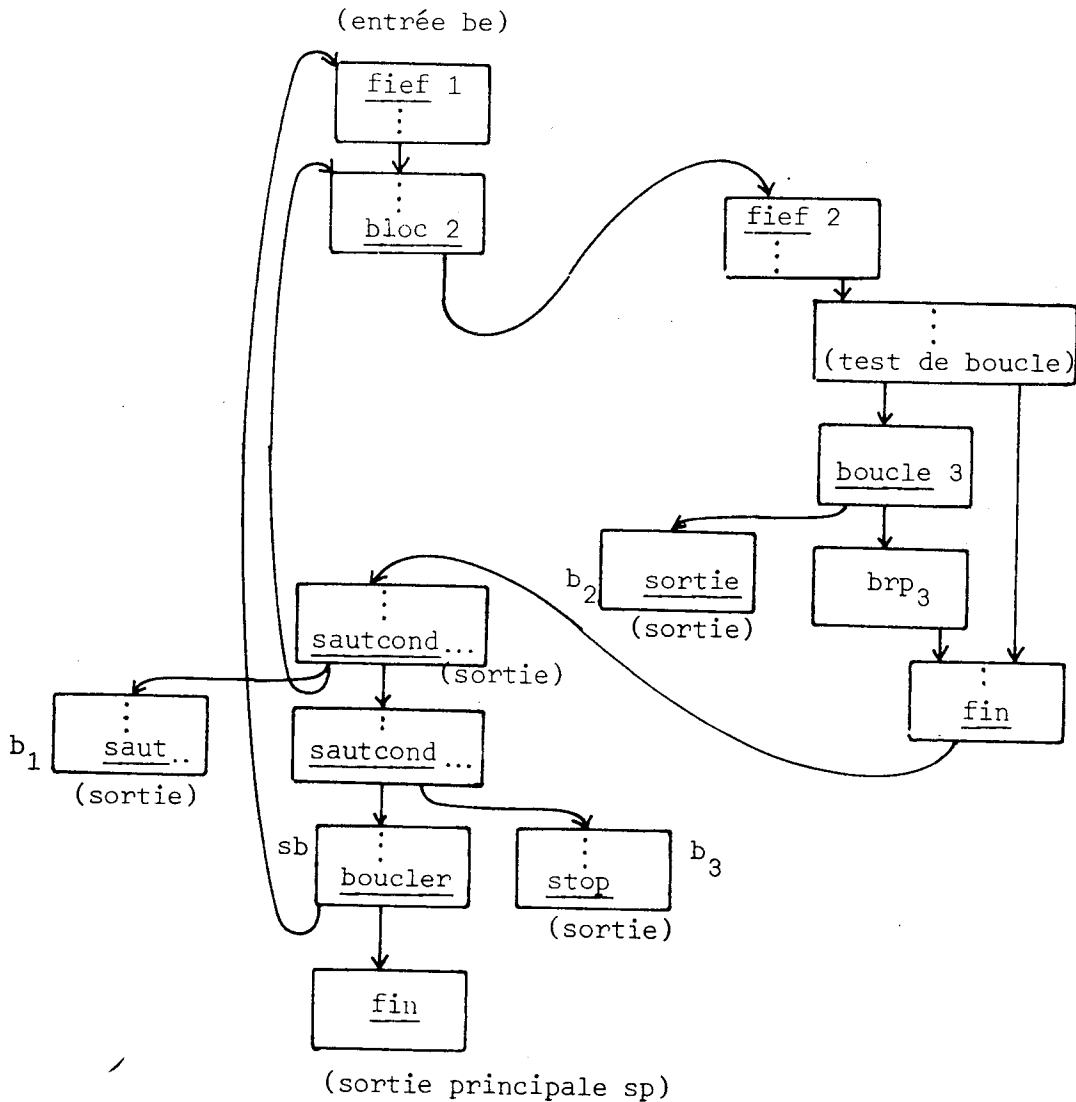 (entrée be)
fief 1
bloc 2
fief 2
(test de boucle)
boucle 3
b2 sortie
(sortie)
brp3
sautcond...
(sortie)
fin
b1 saut..
(sortie)
sautcond...
sb boucler
stop b3
(sortie)
fin
(sortie principale sp)